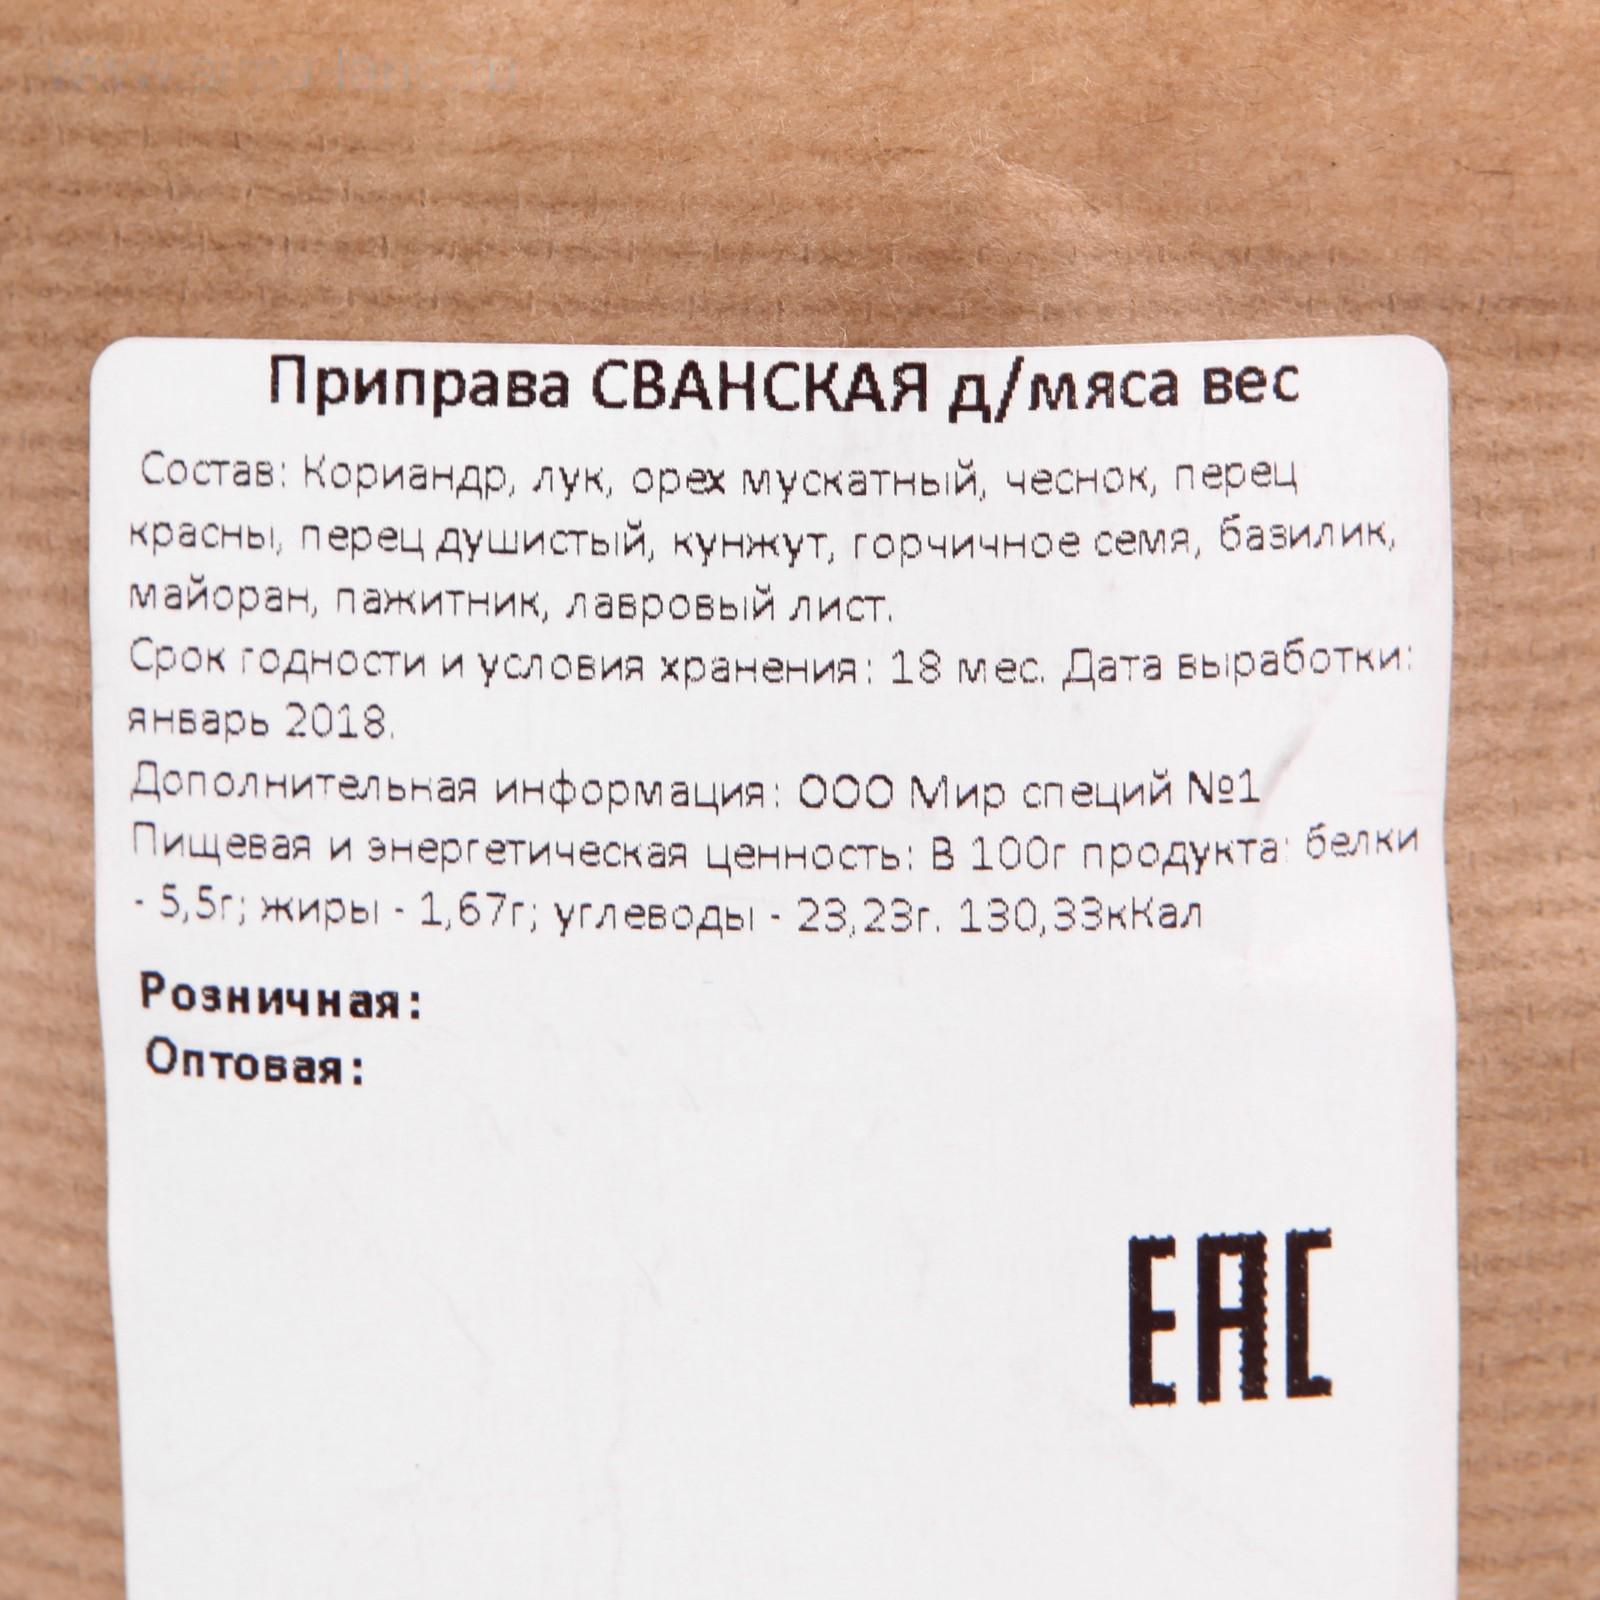 Приправа СВАНСКАЯ д/мяса вес
Состав: Кориандр, лук, орех мускатный, чеснок, перец
красны, перец душистый, кунжут, горчичное семя, базилик,
майоран, пажитник, лавровый лист.
Срок годности и условия хранения: 18 мес. Дата выработки:
январь 2018.
Дополнительная информация: ООО Мир специй №1
Пищевая и энергетическая ценность: В 100г продукта: белки
- 5,5г; жиры - 1,67г; углеводы - 23,23г. 130,33кКал
Розничная:
Оптовая:
ЕАС